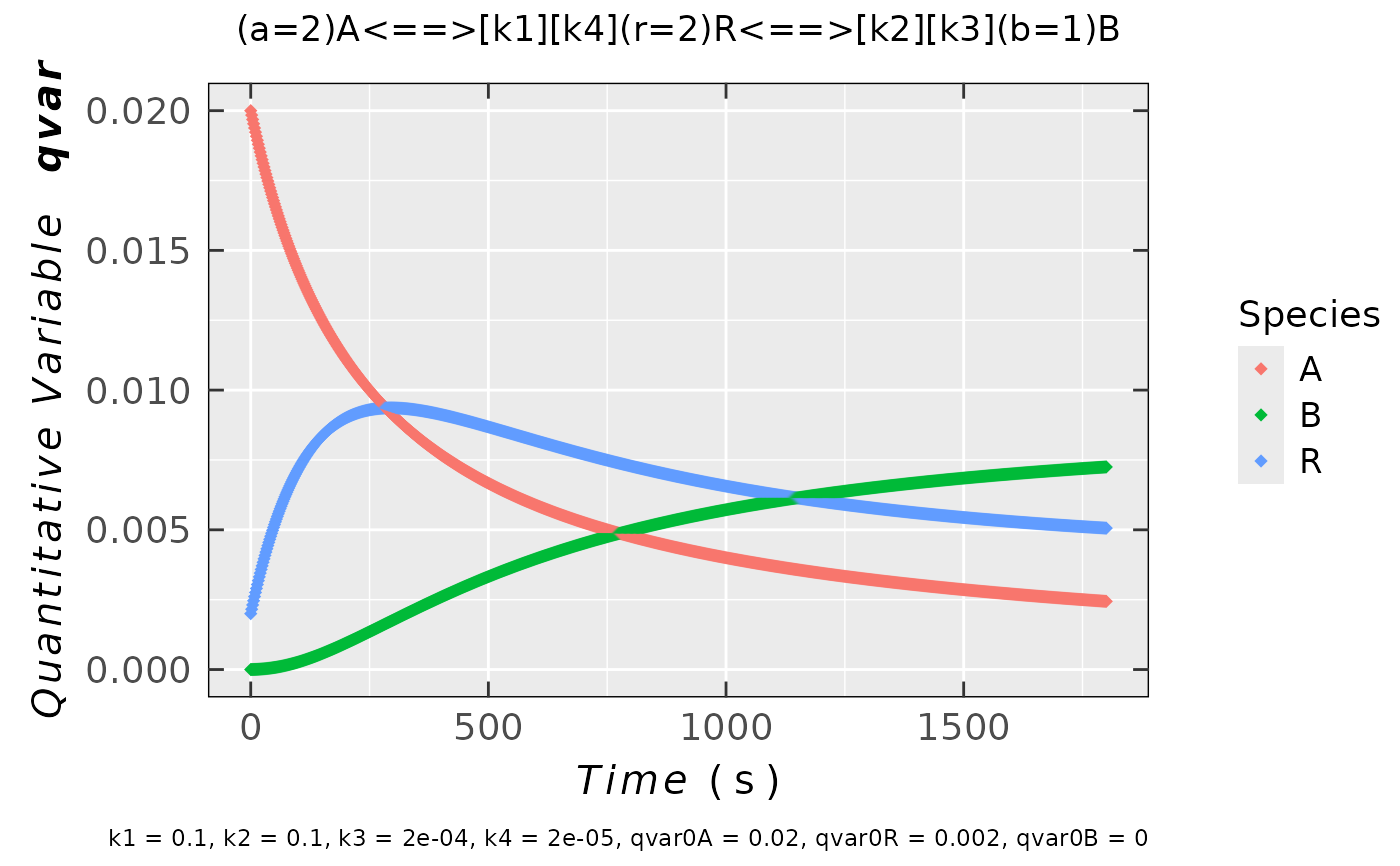 (a=2)A<==>[k1][k4](r=2)R<==>[k2][k3](b=1)B
Quantitative Variable qvar
0.020
0.015
0.010
0.005
0.000
0 500 1000 1500
Time (s)
Species
A
B
R
k1 = 0.1, k2 = 0.1, k3 = 2e-04, k4 = 2e-05, qvar0A = 0.02, qvar0R = 0.002, qvar0B = 0